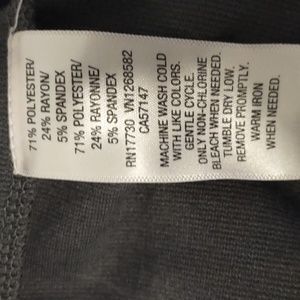 71% POLYESTER/
24% RAYON/
5% SPANDEX
71% POLYESTER/
24% RAYONNE/
5% SPANDEX
RN17730 VN1268582
CA57147
MACHINE WASH COLD
WITH LIKE COLORS.
GENTLE CYCLE.
ONLY NON-CHLORINE
BLEACH WHEN NEEDED.
TUMBLE DRY LOW.
REMOVE PROMPTLY.
WARM IRON
WHEN NEEDED.